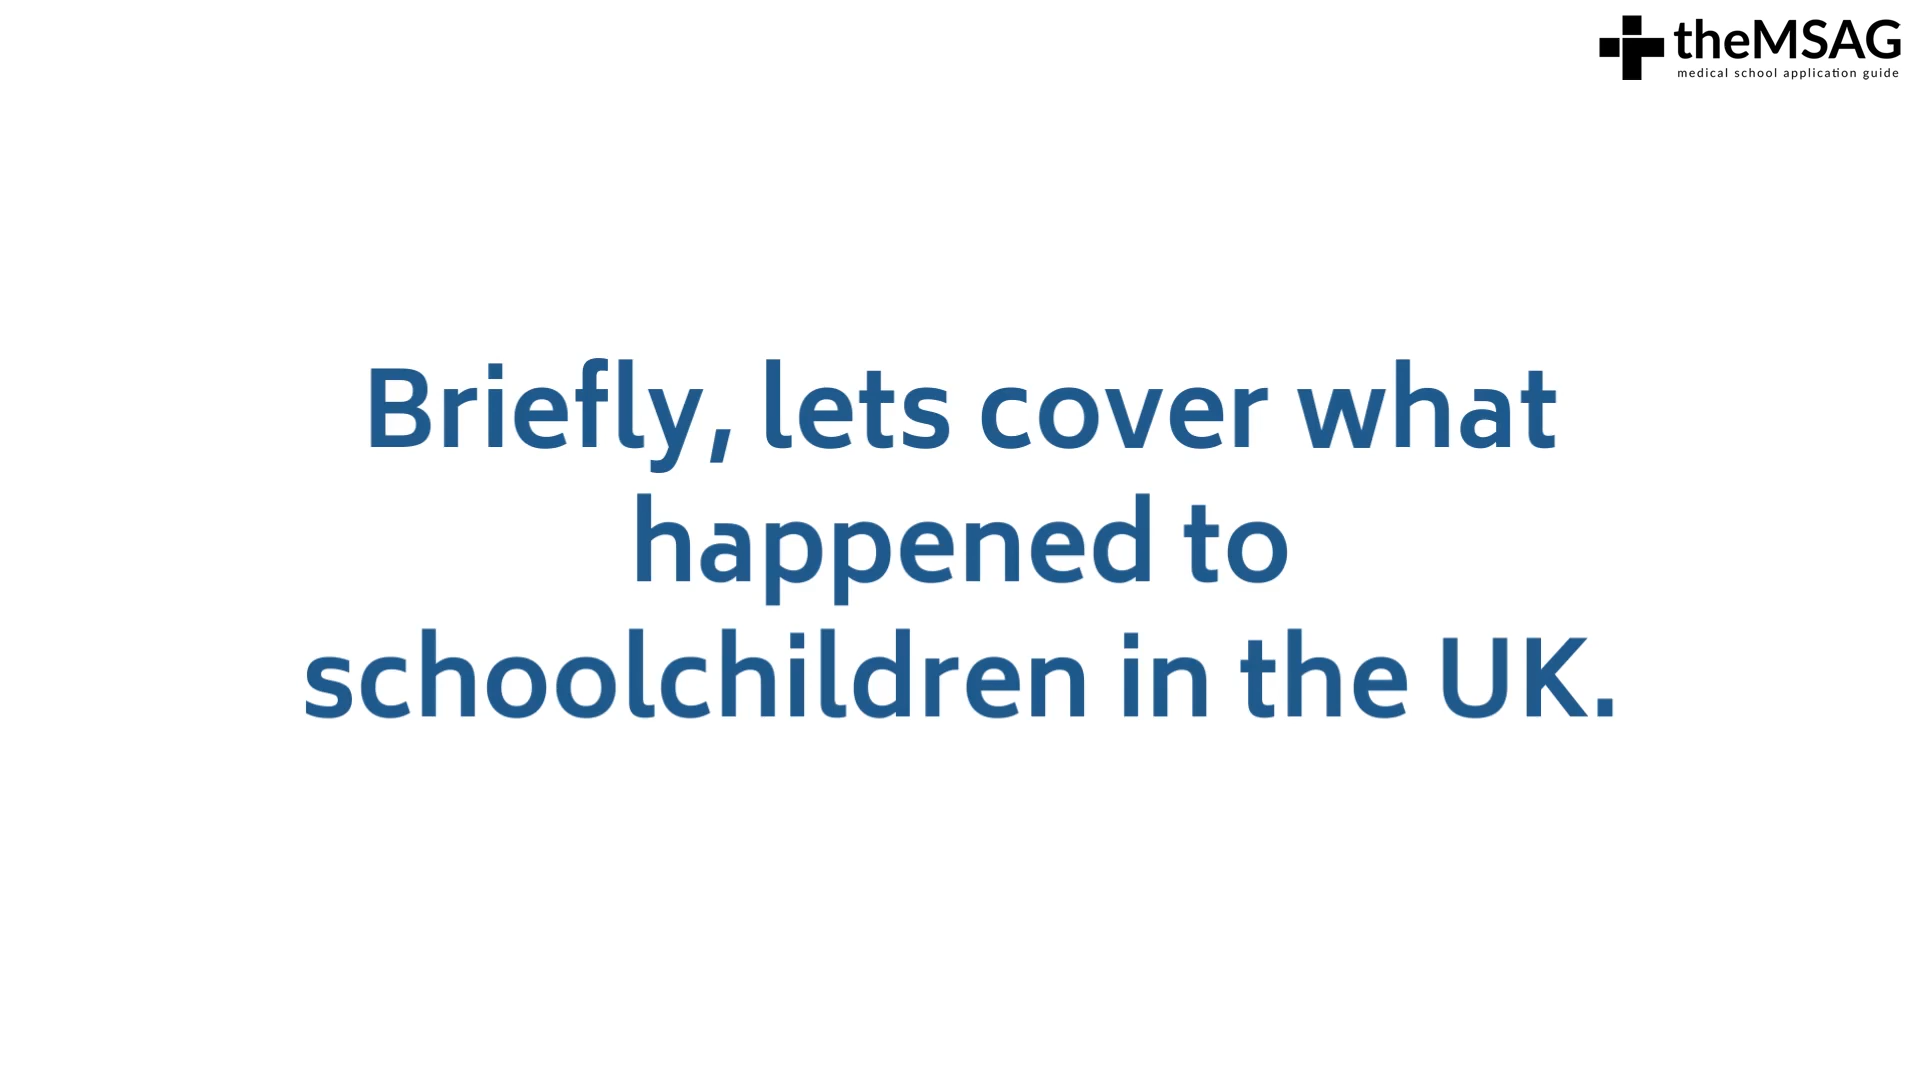 theMSAG
medical school application guide
Briefly, lets cover what
happened to
schoolchildren in the UK.